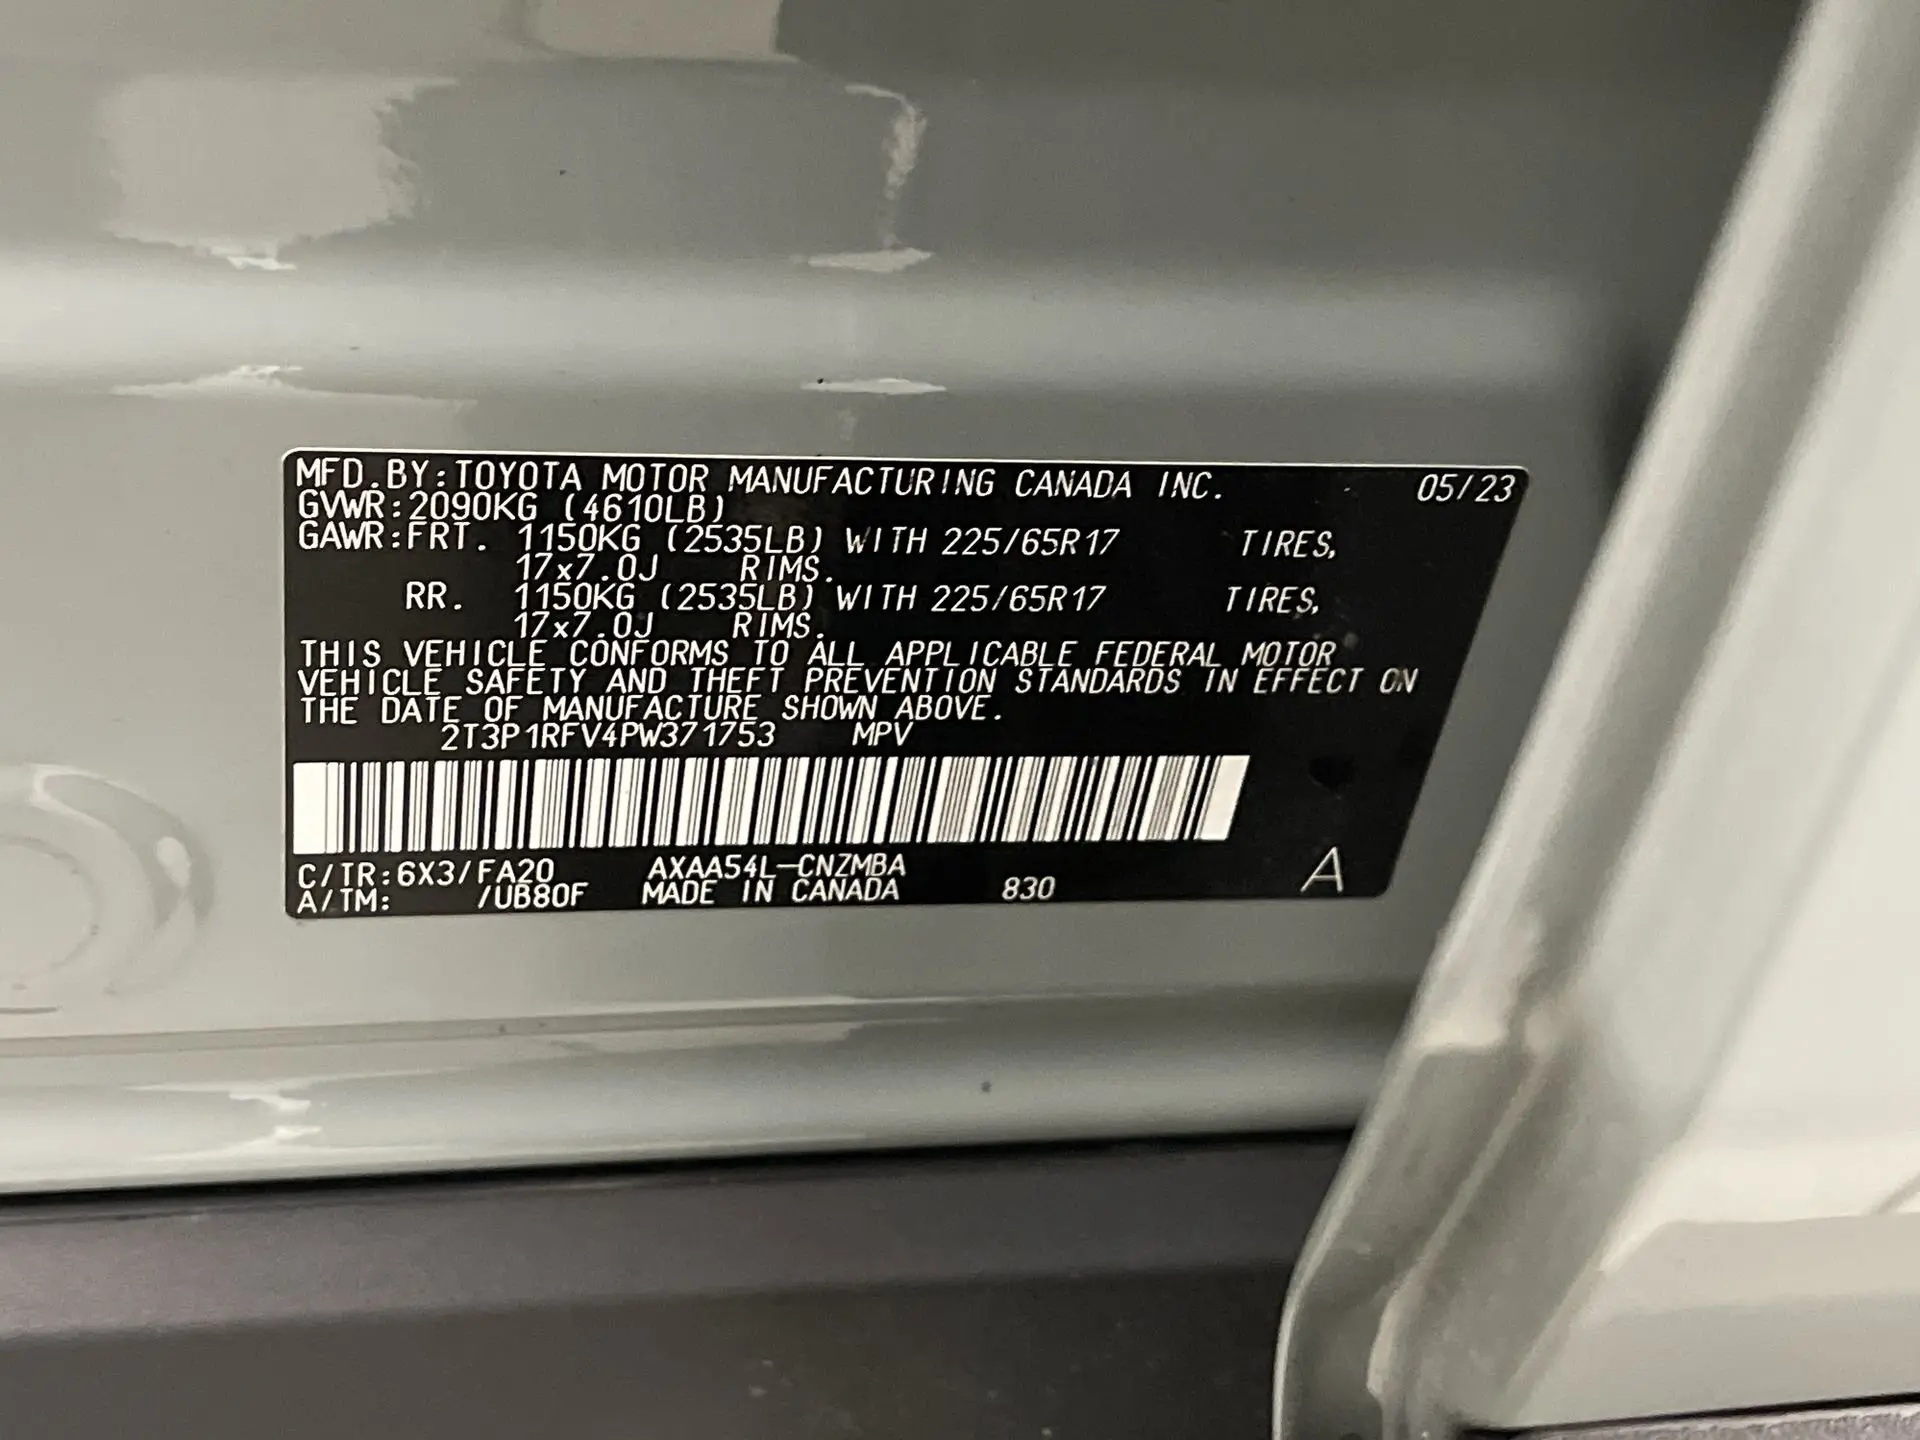 MFD.BY:TOYOTA MOTOR MANUFACTURING CANADA INC. 05/23
GVWR:2090KG (4610LB)
GAWR:FRT. 1150KG (2535LB) WITH 225/65R17 TIRES,
17x7.0J RIMS.
RR. 1150KG (2535LB) WITH 225/65R17 TIRES,
17x7.0J RIMS.
THIS VEHICLE CONFORMS TO ALL APPLICABLE FEDERAL MOTOR
VEHICLE SAFETY AND THEFT PREVENTION STANDARDS IN EFFECT ON
THE DATE OF MANUFACTURE SHOWN ABOVE.
2T3P1RFV4PW371753 MPV
C/TR:6X3/FA20 AXAA54L-CNZMBA
A/TM: /UB80F MADE IN CANADA 830 A